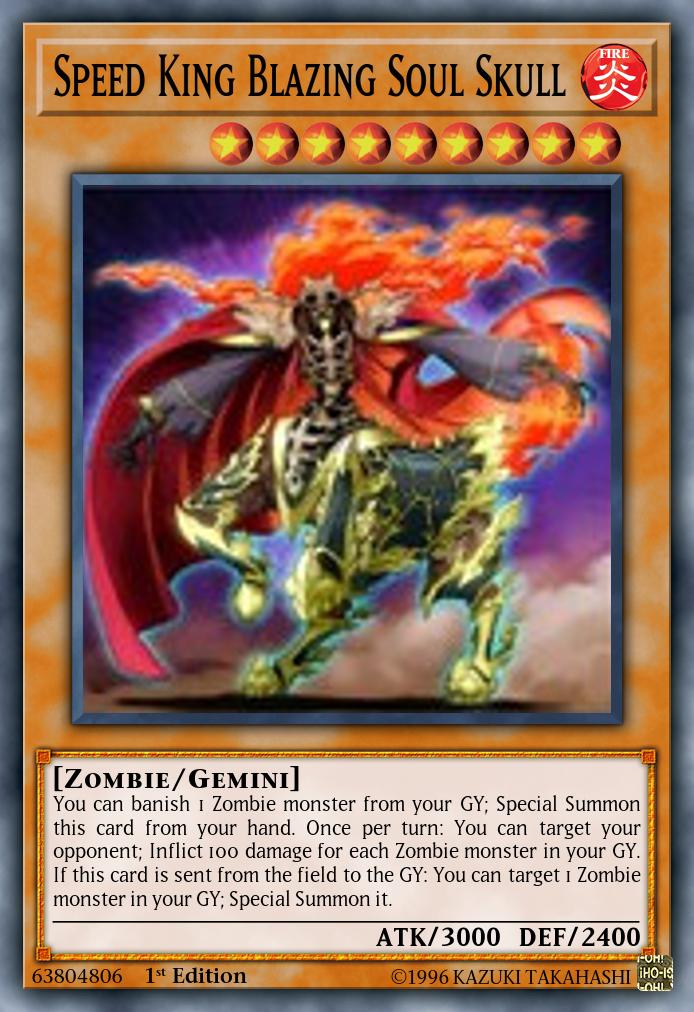 Speed King Blazing Soul Skull
FIRE
炎
[Zombie/Gemini]
You can banish 1 Zombie monster from your GY; Special Summon
this card from your hand. Once per turn: You can target your
opponent; Inflict 100 damage for each Zombie monster in your GY.
If this card is sent from the field to the GY: You can target 1 Zombie
monster in your GY; Special Summon it.
ATK/3000 DEF/2400
63804806 1st Edition ©1996 KAZUKI TAKAHASHI